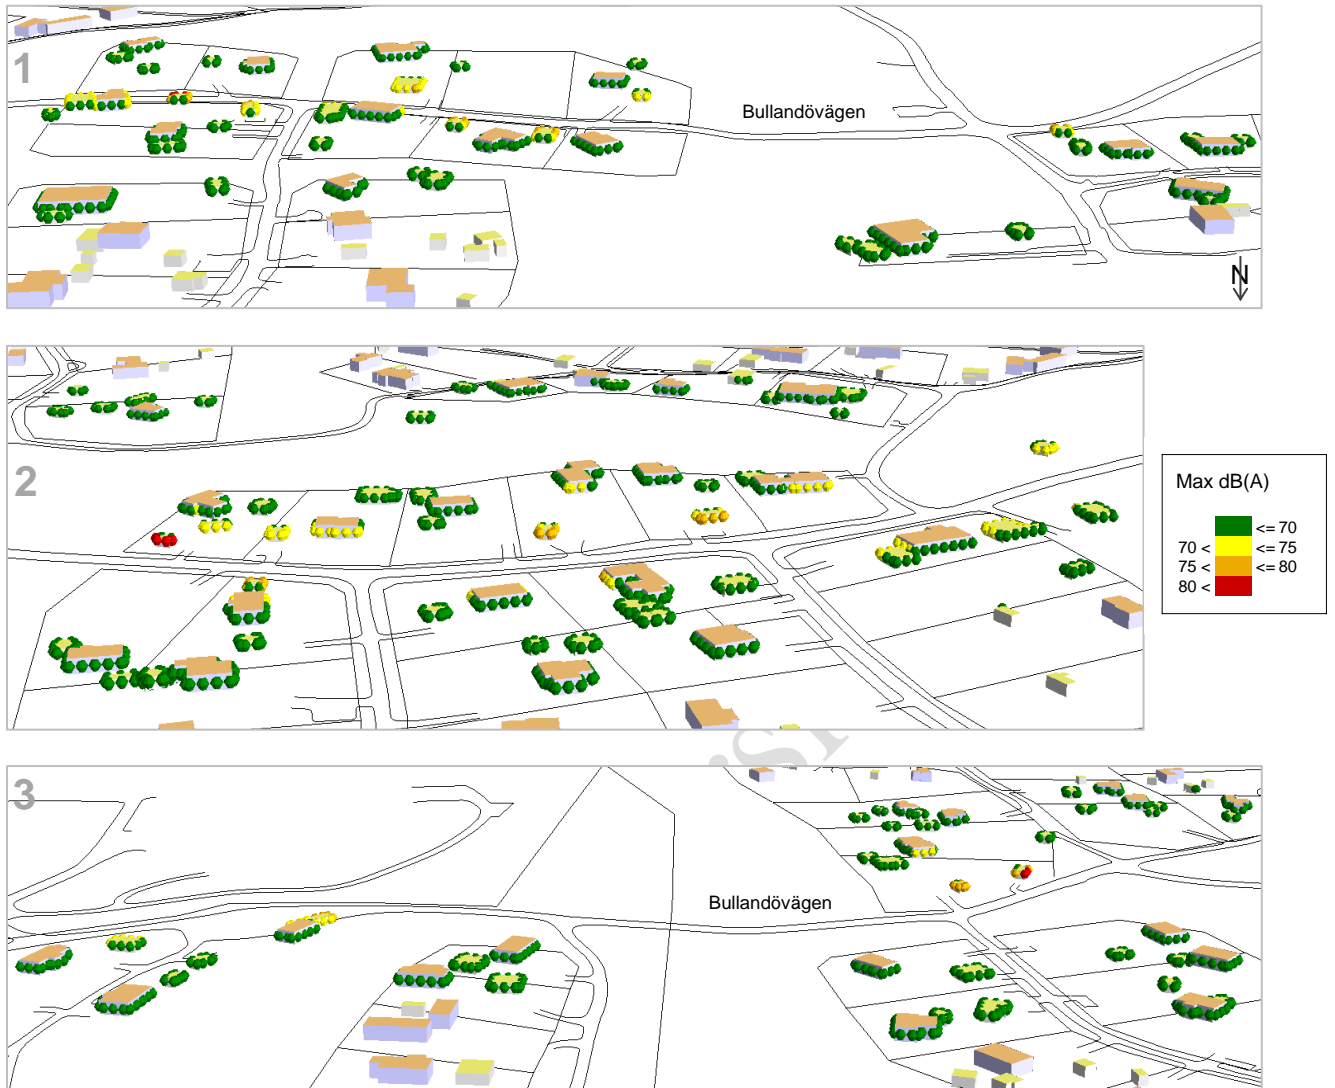 1
Bullandövägen
N
2
Max dB(A)
<= 70
70 < <= 75
75 < <= 80
80 <
3
Bullandövägen